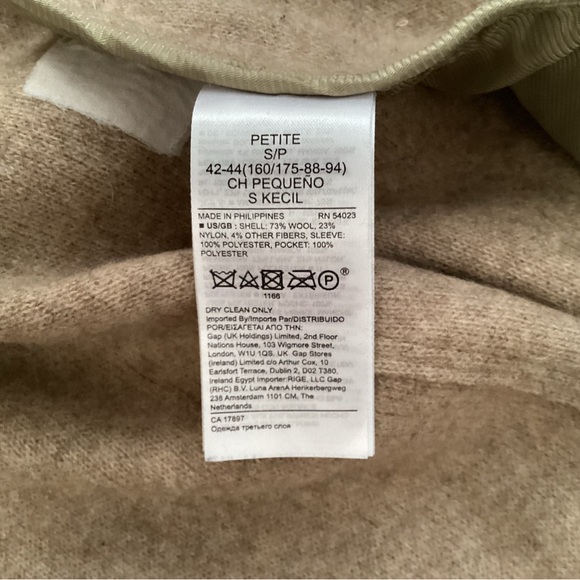 PETITE
S/P
42-44(160/175-88-94)
CH PEQUEÑO
S KECIL
MADE IN PHILIPPINES RN 54023
■ US/GB : SHELL: 73% WOOL, 23%
NYLON, 4% OTHER FIBERS, SLEEVE:
100% POLYESTER, POCKET: 100%
POLYESTER
P ®
1166
DRY CLEAN ONLY
Imported By/Importe Par/DISTRIBUIDO
POR/ΕΙΣΑΓΕΤΑΙ ΑΠΟ ΤΗΝ:
Gap (UK Holdings) Limited, 2nd Floor
Nations House, 103 Wigmore Street,
London, W1U 1QS. UK Gap Stores
(Ireland) Limited c/o Arthur Cox, 10
Earlsfort Terrace, Dublin 2, D02 T380,
Ireland Egypt Importer:RIGE, LLC Gap
(RHC) B.V. Luna ArenA Herikerbergweg
238 Amsterdam 1101 CM, The
Netherlands
CA 17897
Одежда третьего слоя